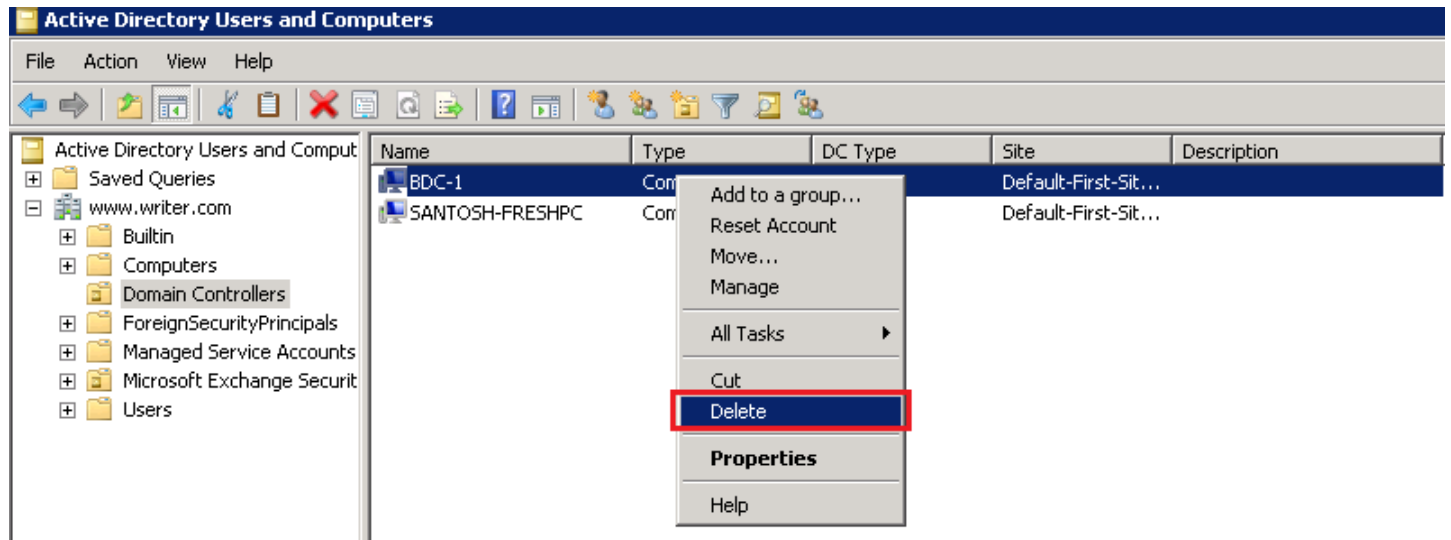 Active Directory Users and Computers
File Action View Help
Active Directory Users and Comput
Saved Queries
www.writer.com
Builtin
Computers
Domain Controllers
ForeignSecurityPrincipals
Managed Service Accounts
Microsoft Exchange Securit
Users
Name Type DC Type Site Description
BDC-1 Com Default-First-Sit...
SANTOSH-FRESHPC Com Default-First-Sit...
Add to a group...
Reset Account
Move...
Manage
All Tasks
Cut
Delete
Properties
Help